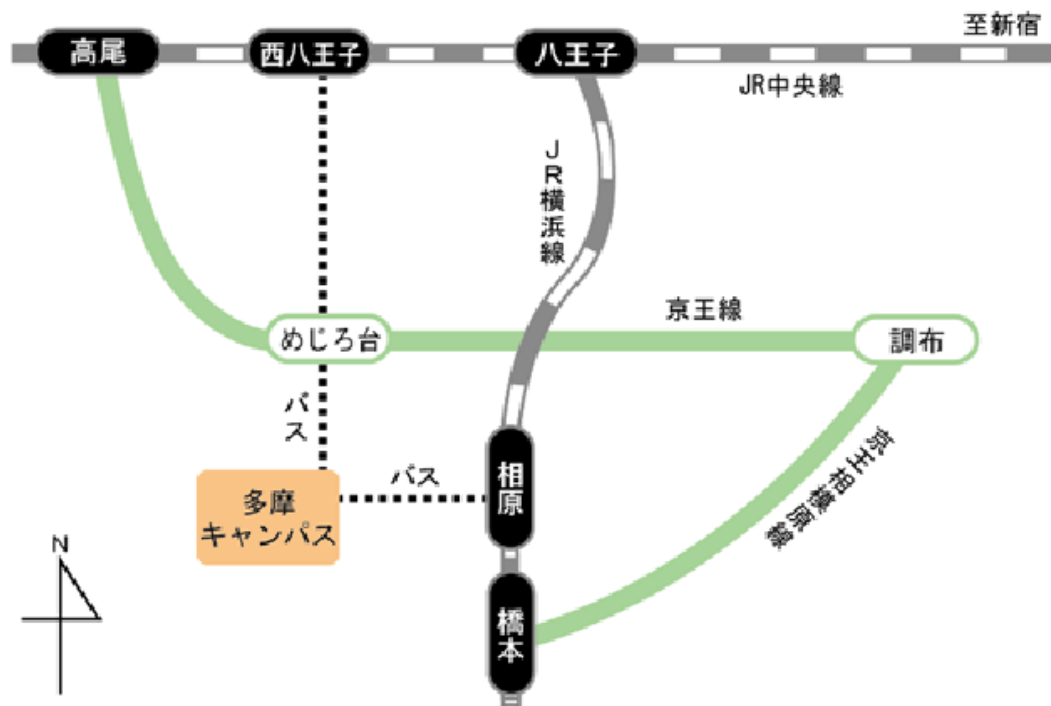 至新宿
高尾
西八王子
八王子
JR中央線
JR横浜線
京王線
めじろ台
調布
バス
京王相模原線
バス
相原
多摩
キャンパス
N
橋本